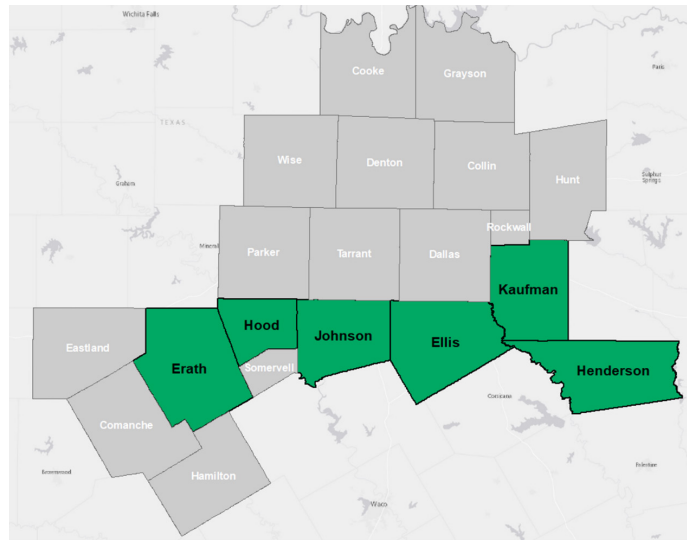 Wichita Falls
Cooke
Grayson
Paris
TEXAS
Wise
Denton
Collin
Hunt
Graham
Sulphur
Springs
Rockwall
Mineral
Parker
Tarrant
Dallas
Kaufman
Hood
Johnson
Ellis
Eastland
Erath
Somervell
Henderson
Corsicana
Comanche
Brownwood
Hamilton
Palestine
Waco